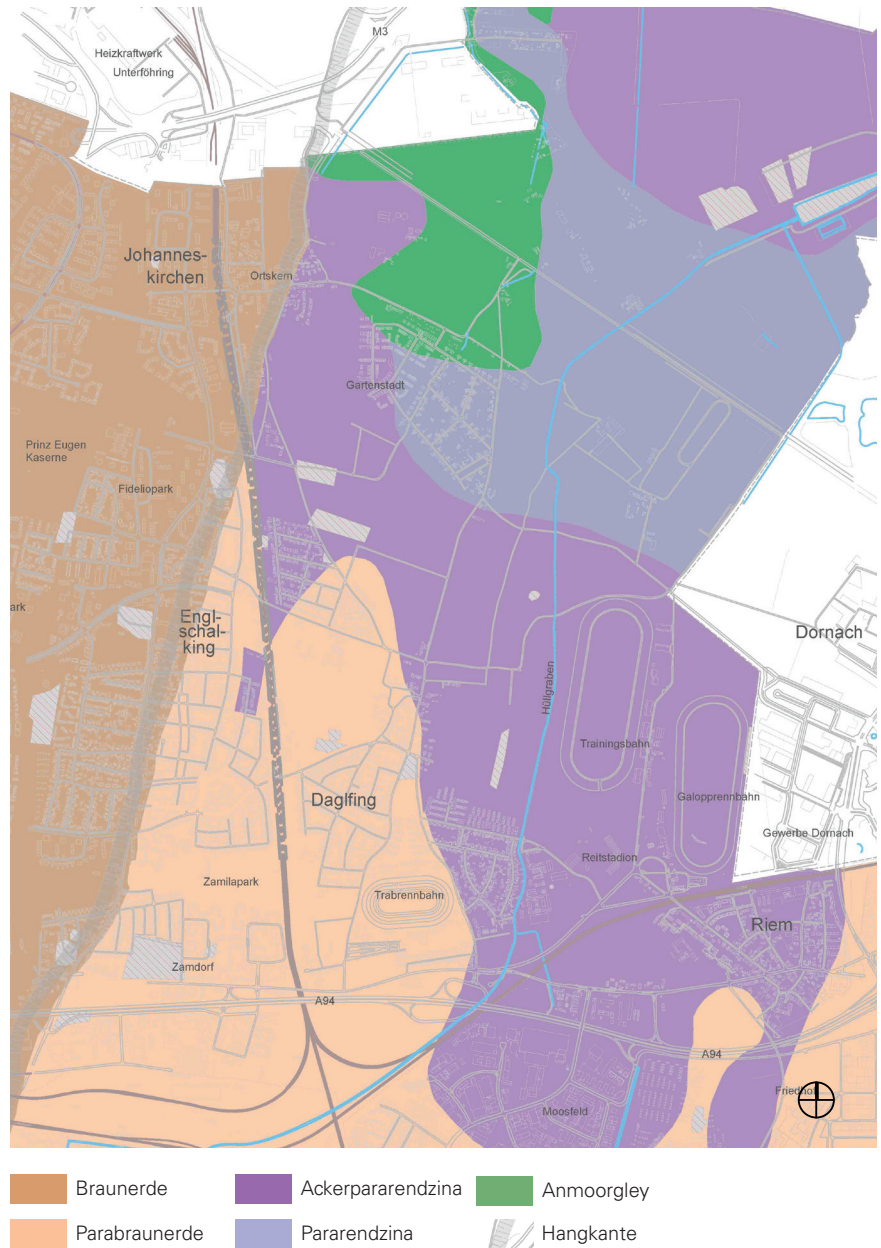 M3
Heizkraftwerk
Unterföhring
Johannes-
kirchen
Ortskern
Gartenstadt
Prinz Eugen
Kaserne
Fideliopark
ark
Engl-
schal-
king
Dornach
Hüllgraben
Trainingsbahn
Daglfing
Galopprennbahn
Gewerbe Dornach
Reitstadion
Zamilapark
Trabrennbahn
Riem
Zamdorf
A94
A94
Friedhof
Moosfeld
Braunerde
Ackerpararendzina
Anmoorgley
Parabraunerde
Pararendzina
Hangkante